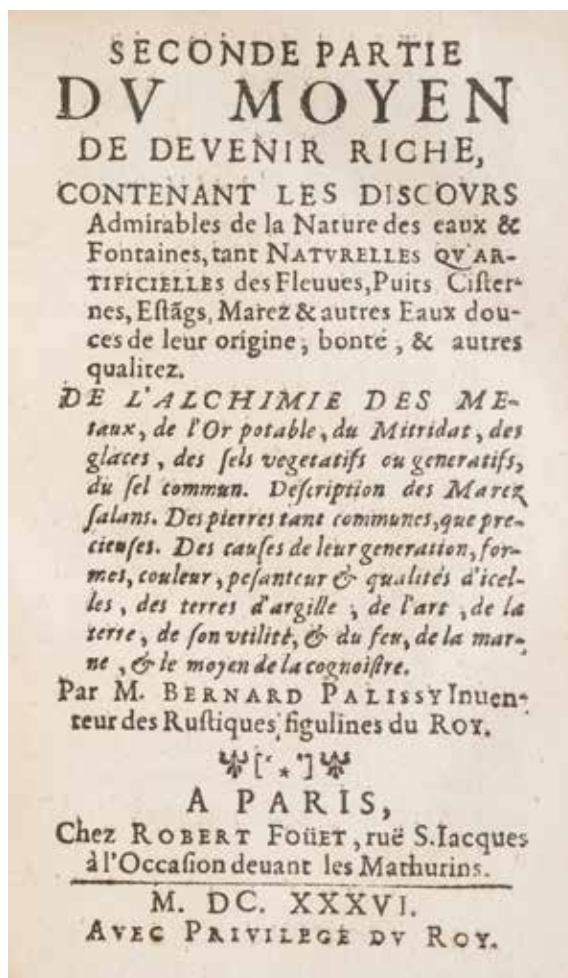 SECONDE PARTIE
DV MOYEN
DE DEVENIR RICHE,
CONTENANT LES DISCOVRS
Admirables de la Nature des eaux &
Fontaines, tant NATVRELLES QV'AR-
TIFICIELLES des Fleuues, Puits Cister-
nes, Estãgs, Marez & autres Eaux dou-
ces de leur origine, bonté, & autres
qualitez.
DE L'ALCHIMIE DES ME-
taux, de l'Or potable, du Mitridat, des
glaces, des ſels vegetatifs ou generatifs,
du ſel commun. Deſcription des Marez
ſalans. Des pierres tant communes, que pre-
cieuſes. Des cauſes de leur generation, for-
mes, couleur, peſanteur & qualités d'icel-
les, des terres d'argille, de l'art, de la
terre, de ſon vtilité, & du feu, de la mar-
ne, & le moyen de la cognoiſtre.
Par M. BERNARD PALISSY Inuen-
teur des Ruſtiques figulines du ROY.
A PARIS,
Chez ROBERT FOÜET, ruë S. Iacques
à l'Occaſion deuant les Mathurins.
M. DC. XXXVI.
AVEC PRIVILEGE DV ROY.